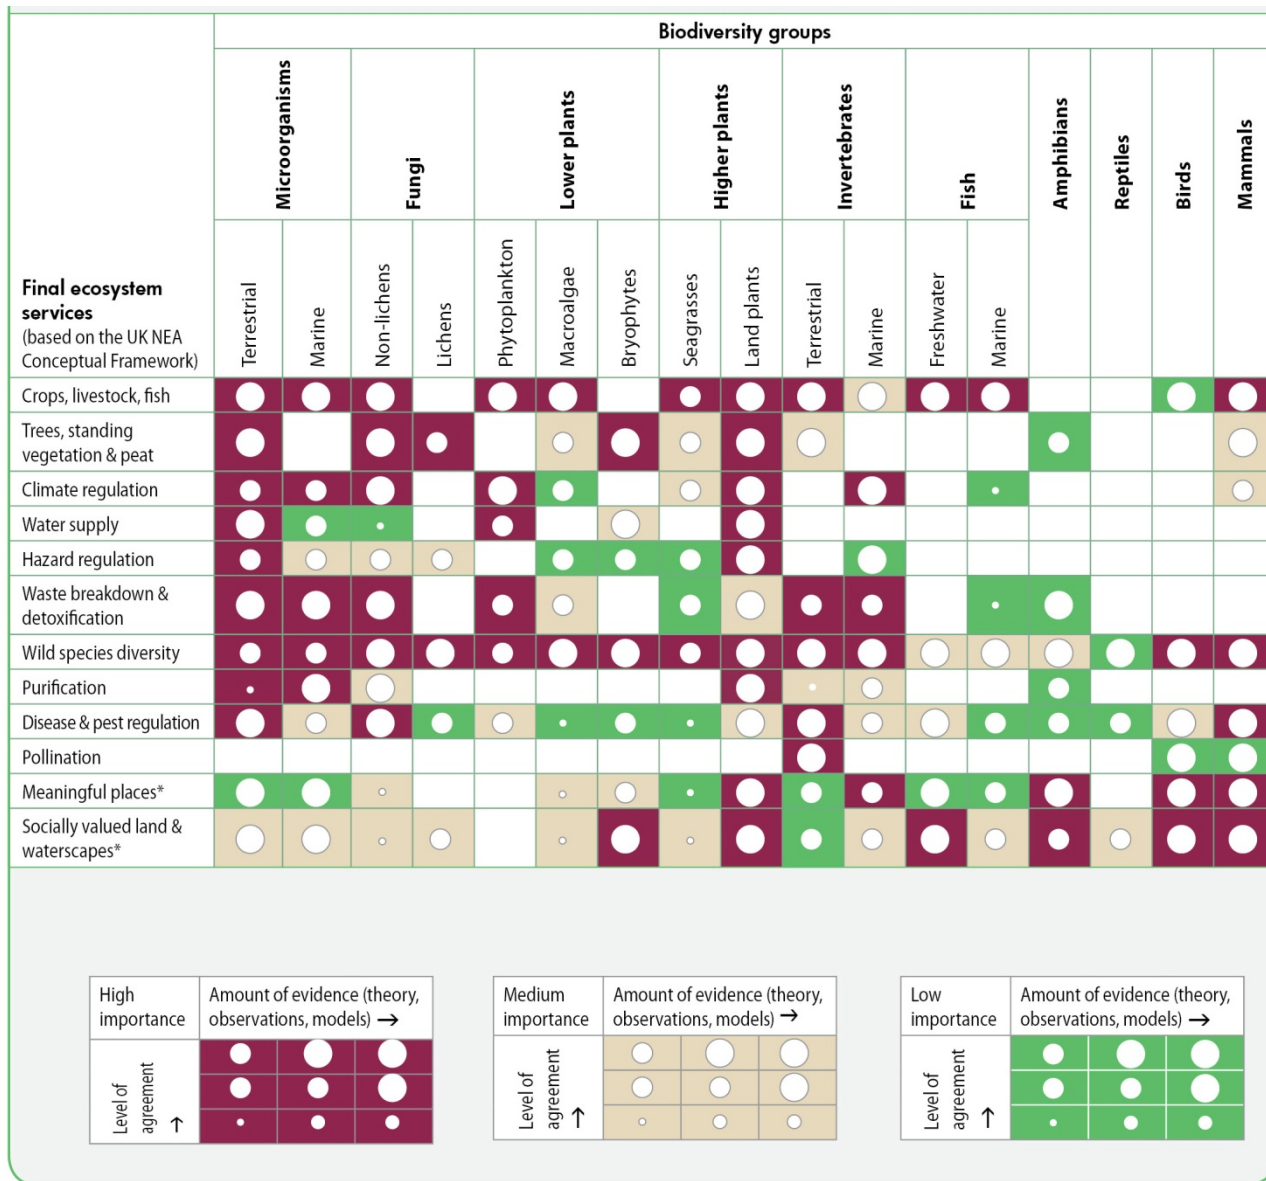 Biodiversity groups
Microorganisms
Fungi
Lower plants
Higher plants
Invertebrates
Fish
Amphibians
Reptiles
Birds
Mammals
Final ecosystem
services
(based on the UK NEA
Conceptual Framework)
Terrestrial
Marine
Non-lichens
Lichens
Phytoplankton
Macroalgae
Bryophytes
Seagrasses
Land plants
Terrestrial
Marine
Freshwater
Marine
Crops, livestock, fish
Trees, standing
vegetation & peat
Climate regulation
Water supply
Hazard regulation
Waste breakdown &
detoxification
Wild species diversity
Purification
Disease & pest regulation
Pollination
Meaningful places*
Socially valued land &
waterscapes*
High
importance
Amount of evidence (theory,
observations, models) →
Level of
agreement ↑
Medium
importance
Amount of evidence (theory,
observations, models) →
Level of
agreement ↑
Low
importance
Amount of evidence (theory,
observations, models) →
Level of
agreement ↑